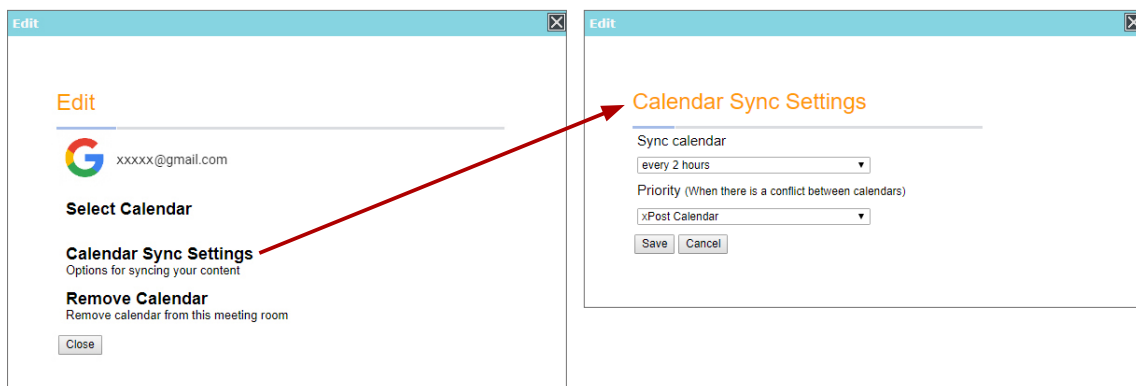 Edit
Edit
xxxxx@gmail.com
Select Calendar
Calendar Sync Settings
Options for syncing your content
Remove Calendar
Remove calendar from this meeting room
Close
Edit
Calendar Sync Settings
Sync calendar
every 2 hours
Priority (When there is a conflict between calendars)
xPost Calendar
Save Cancel